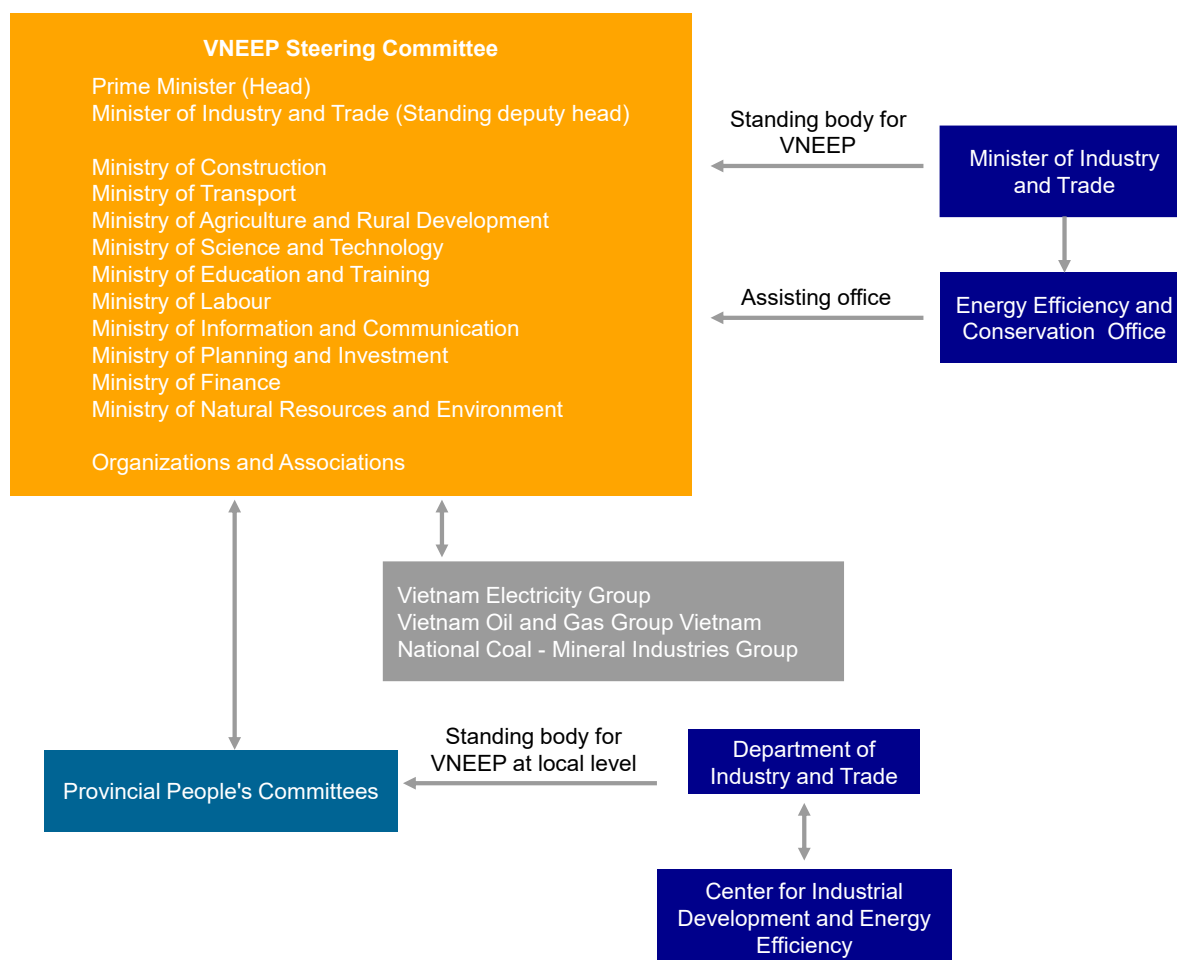 VNEEP Steering Committee
Prime Minister (Head)
Minister of Industry and Trade (Standing deputy head)
Ministry of Construction
Ministry of Transport
Ministry of Agriculture and Rural Development
Ministry of Science and Technology
Ministry of Education and Training
Ministry of Labour
Ministry of Information and Communication
Ministry of Planning and Investment
Ministry of Finance
Ministry of Natural Resources and Environment
Organizations and Associations
Standing body for
VNEEP
Minister of Industry
and Trade
Assisting office
Energy Efficiency and
Conservation Office
Vietnam Electricity Group
Vietnam Oil and Gas Group Vietnam
National Coal - Mineral Industries Group
Provincial People's Committees
Standing body for
VNEEP at local level
Department of
Industry and Trade
Center for Industrial
Development and Energy
Efficiency